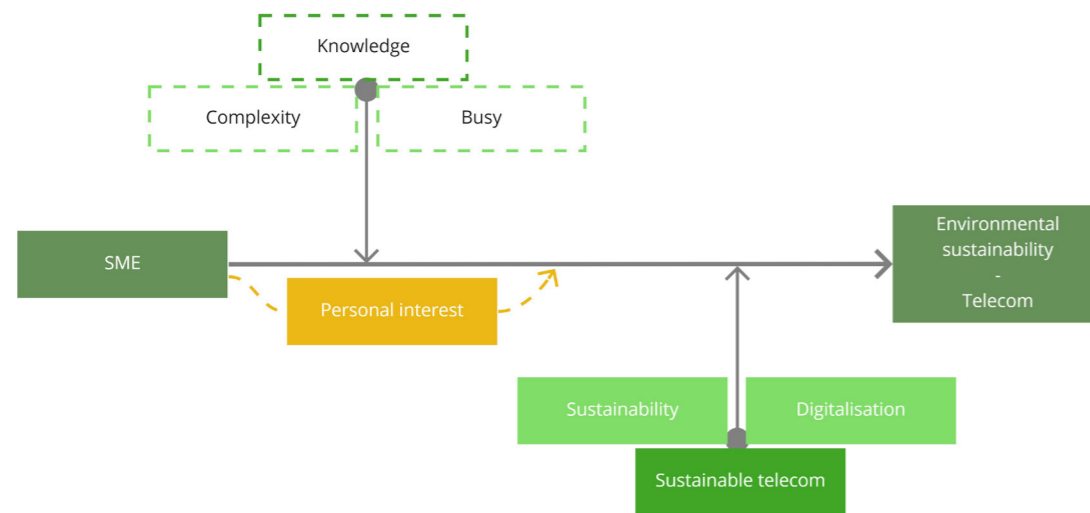 Knowledge
Complexity
Busy
SME
Environmental
sustainability
-
Telecom
Personal interest
Sustainability
Digitalisation
Sustainable telecom